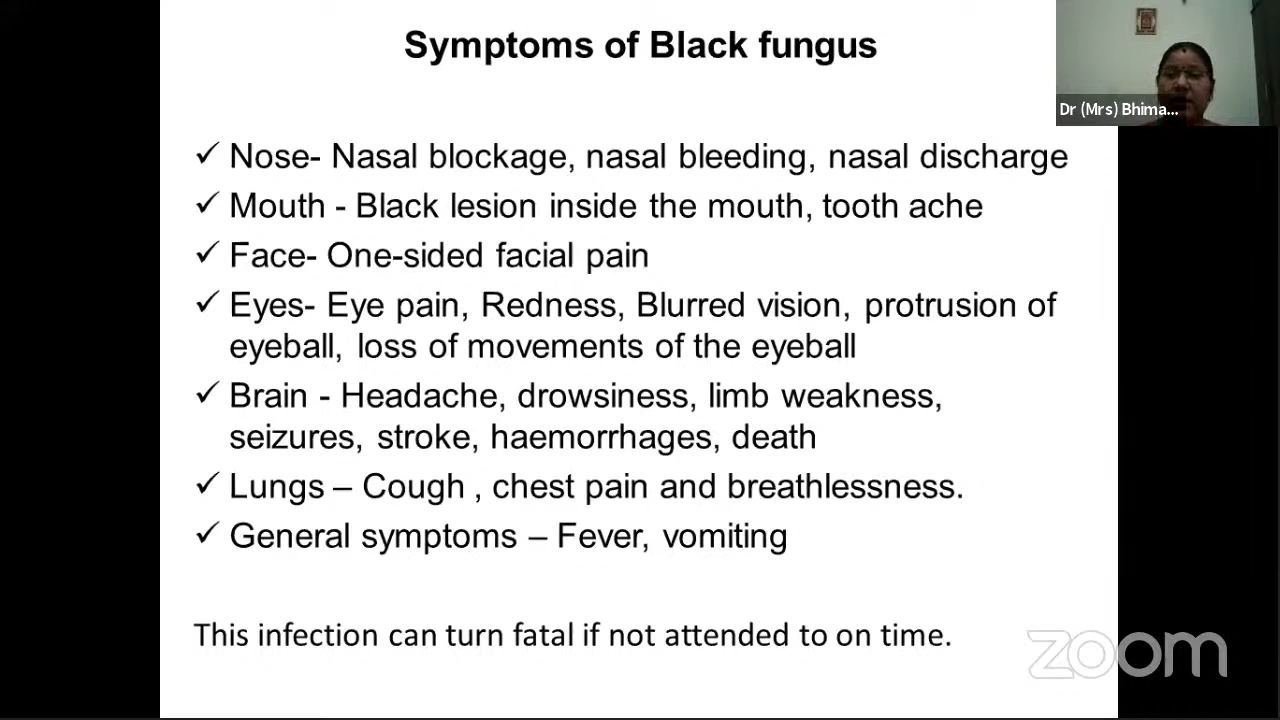 Symptoms of Black fungus
Dr (Mrs) Bhima...
✓ Nose- Nasal blockage, nasal bleeding, nasal discharge
✓ Mouth - Black lesion inside the mouth, tooth ache
✓ Face- One-sided facial pain
✓ Eyes- Eye pain, Redness, Blurred vision, protrusion of
eyeball, loss of movements of the eyeball
✓ Brain - Headache, drowsiness, limb weakness,
seizures, stroke, haemorrhages, death
✓ Lungs – Cough , chest pain and breathlessness.
✓ General symptoms – Fever, vomiting
This infection can turn fatal if not attended to on time.
zoom